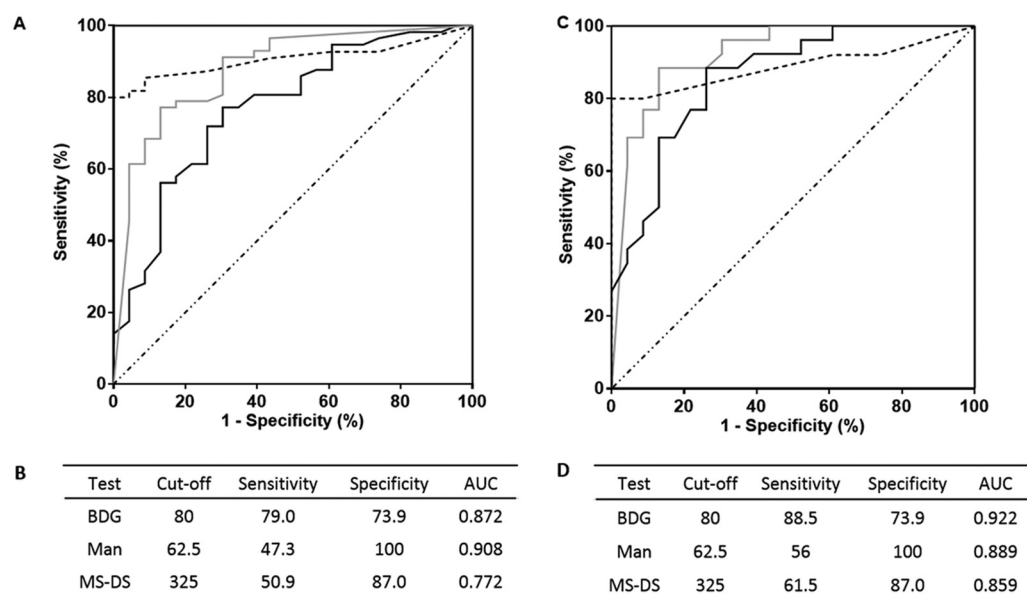 A
100
80
60
40
20
0
Sensitivity (%)
0 20 40 60 80 100
1 - Specificity (%)
C
100
80
60
40
20
0
Sensitivity (%)
0 20 40 60 80 100
1 - Specificity (%)
B
Test Cut-off Sensitivity Specificity AUC
BDG 80 79.0 73.9 0.872
Man 62.5 47.3 100 0.908
MS-DS 325 50.9 87.0 0.772
D
Test Cut-off Sensitivity Specificity AUC
BDG 80 88.5 73.9 0.922
Man 62.5 56 100 0.889
MS-DS 325 61.5 87.0 0.859